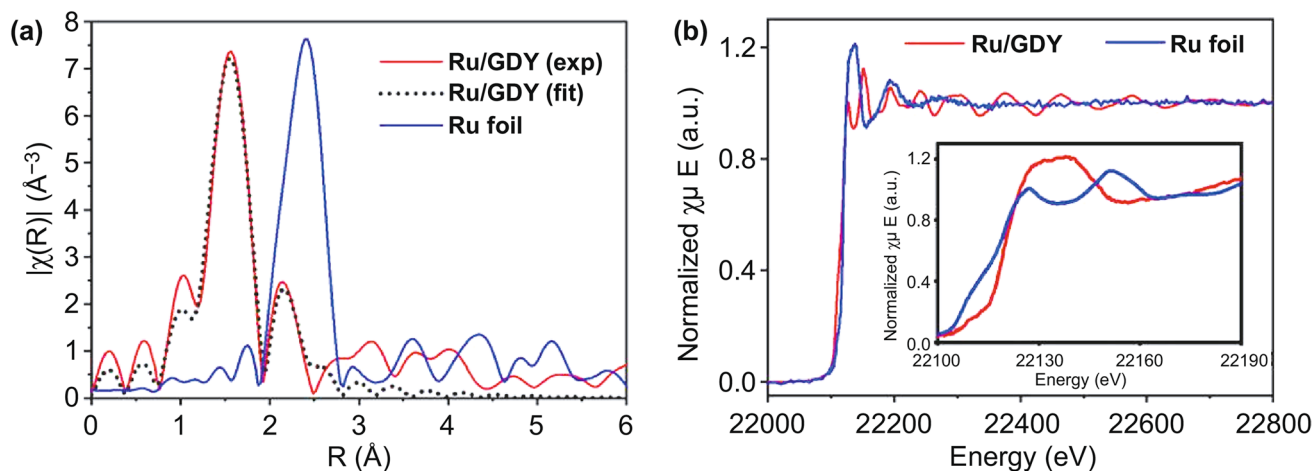 (a)
8
7
6
5
4
3
2
1
0
|χ(R)| (Å⁻³)
Ru/GDY (exp)
Ru/GDY (fit)
Ru foil
0 1 2 3 4 5 6
R (Å)
(b)
1.2
0.8
0.4
0.0
Normalized χμ E (a.u.)
Ru/GDY Ru foil
1.2
0.8
0.4
0.0
Normalized χμ E (a.u.)
22100 22130 22160 22190
Energy (eV)
22000 22200 22400 22600 22800
Energy (eV)